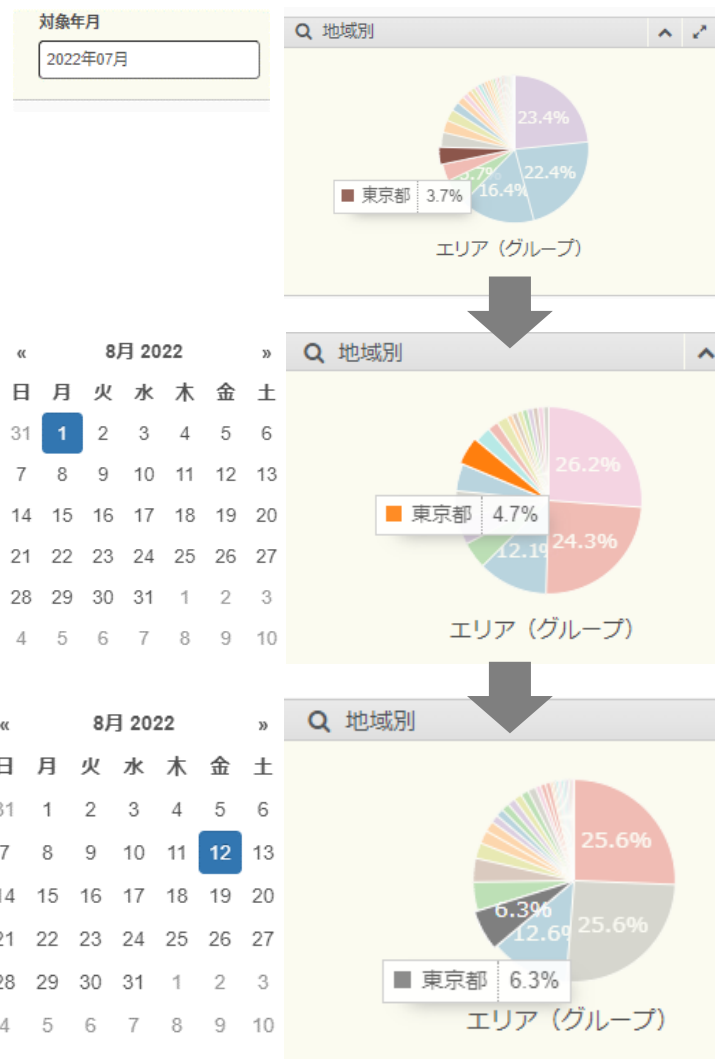 対象年月
2022年07月
地域別
23.4%
22.4%
16.4%
東京都 3.7%
エリア（グループ）
« 8月 2022 »
日 月 火 水 木 金 土
31 1 2 3 4 5 6
7 8 9 10 11 12 13
14 15 16 17 18 19 20
21 22 23 24 25 26 27
28 29 30 31 1 2 3
4 5 6 7 8 9 10
地域別
26.2%
24.3%
東京都 4.7%
エリア（グループ）
« 8月 2022 »
日 月 火 水 木 金 土
31 1 2 3 4 5 6
7 8 9 10 11 12 13
14 15 16 17 18 19 20
21 22 23 24 25 26 27
28 29 30 31 1 2 3
4 5 6 7 8 9 10
地域別
25.6%
25.6%
6.3%
12.6%
東京都 6.3%
エリア（グループ）